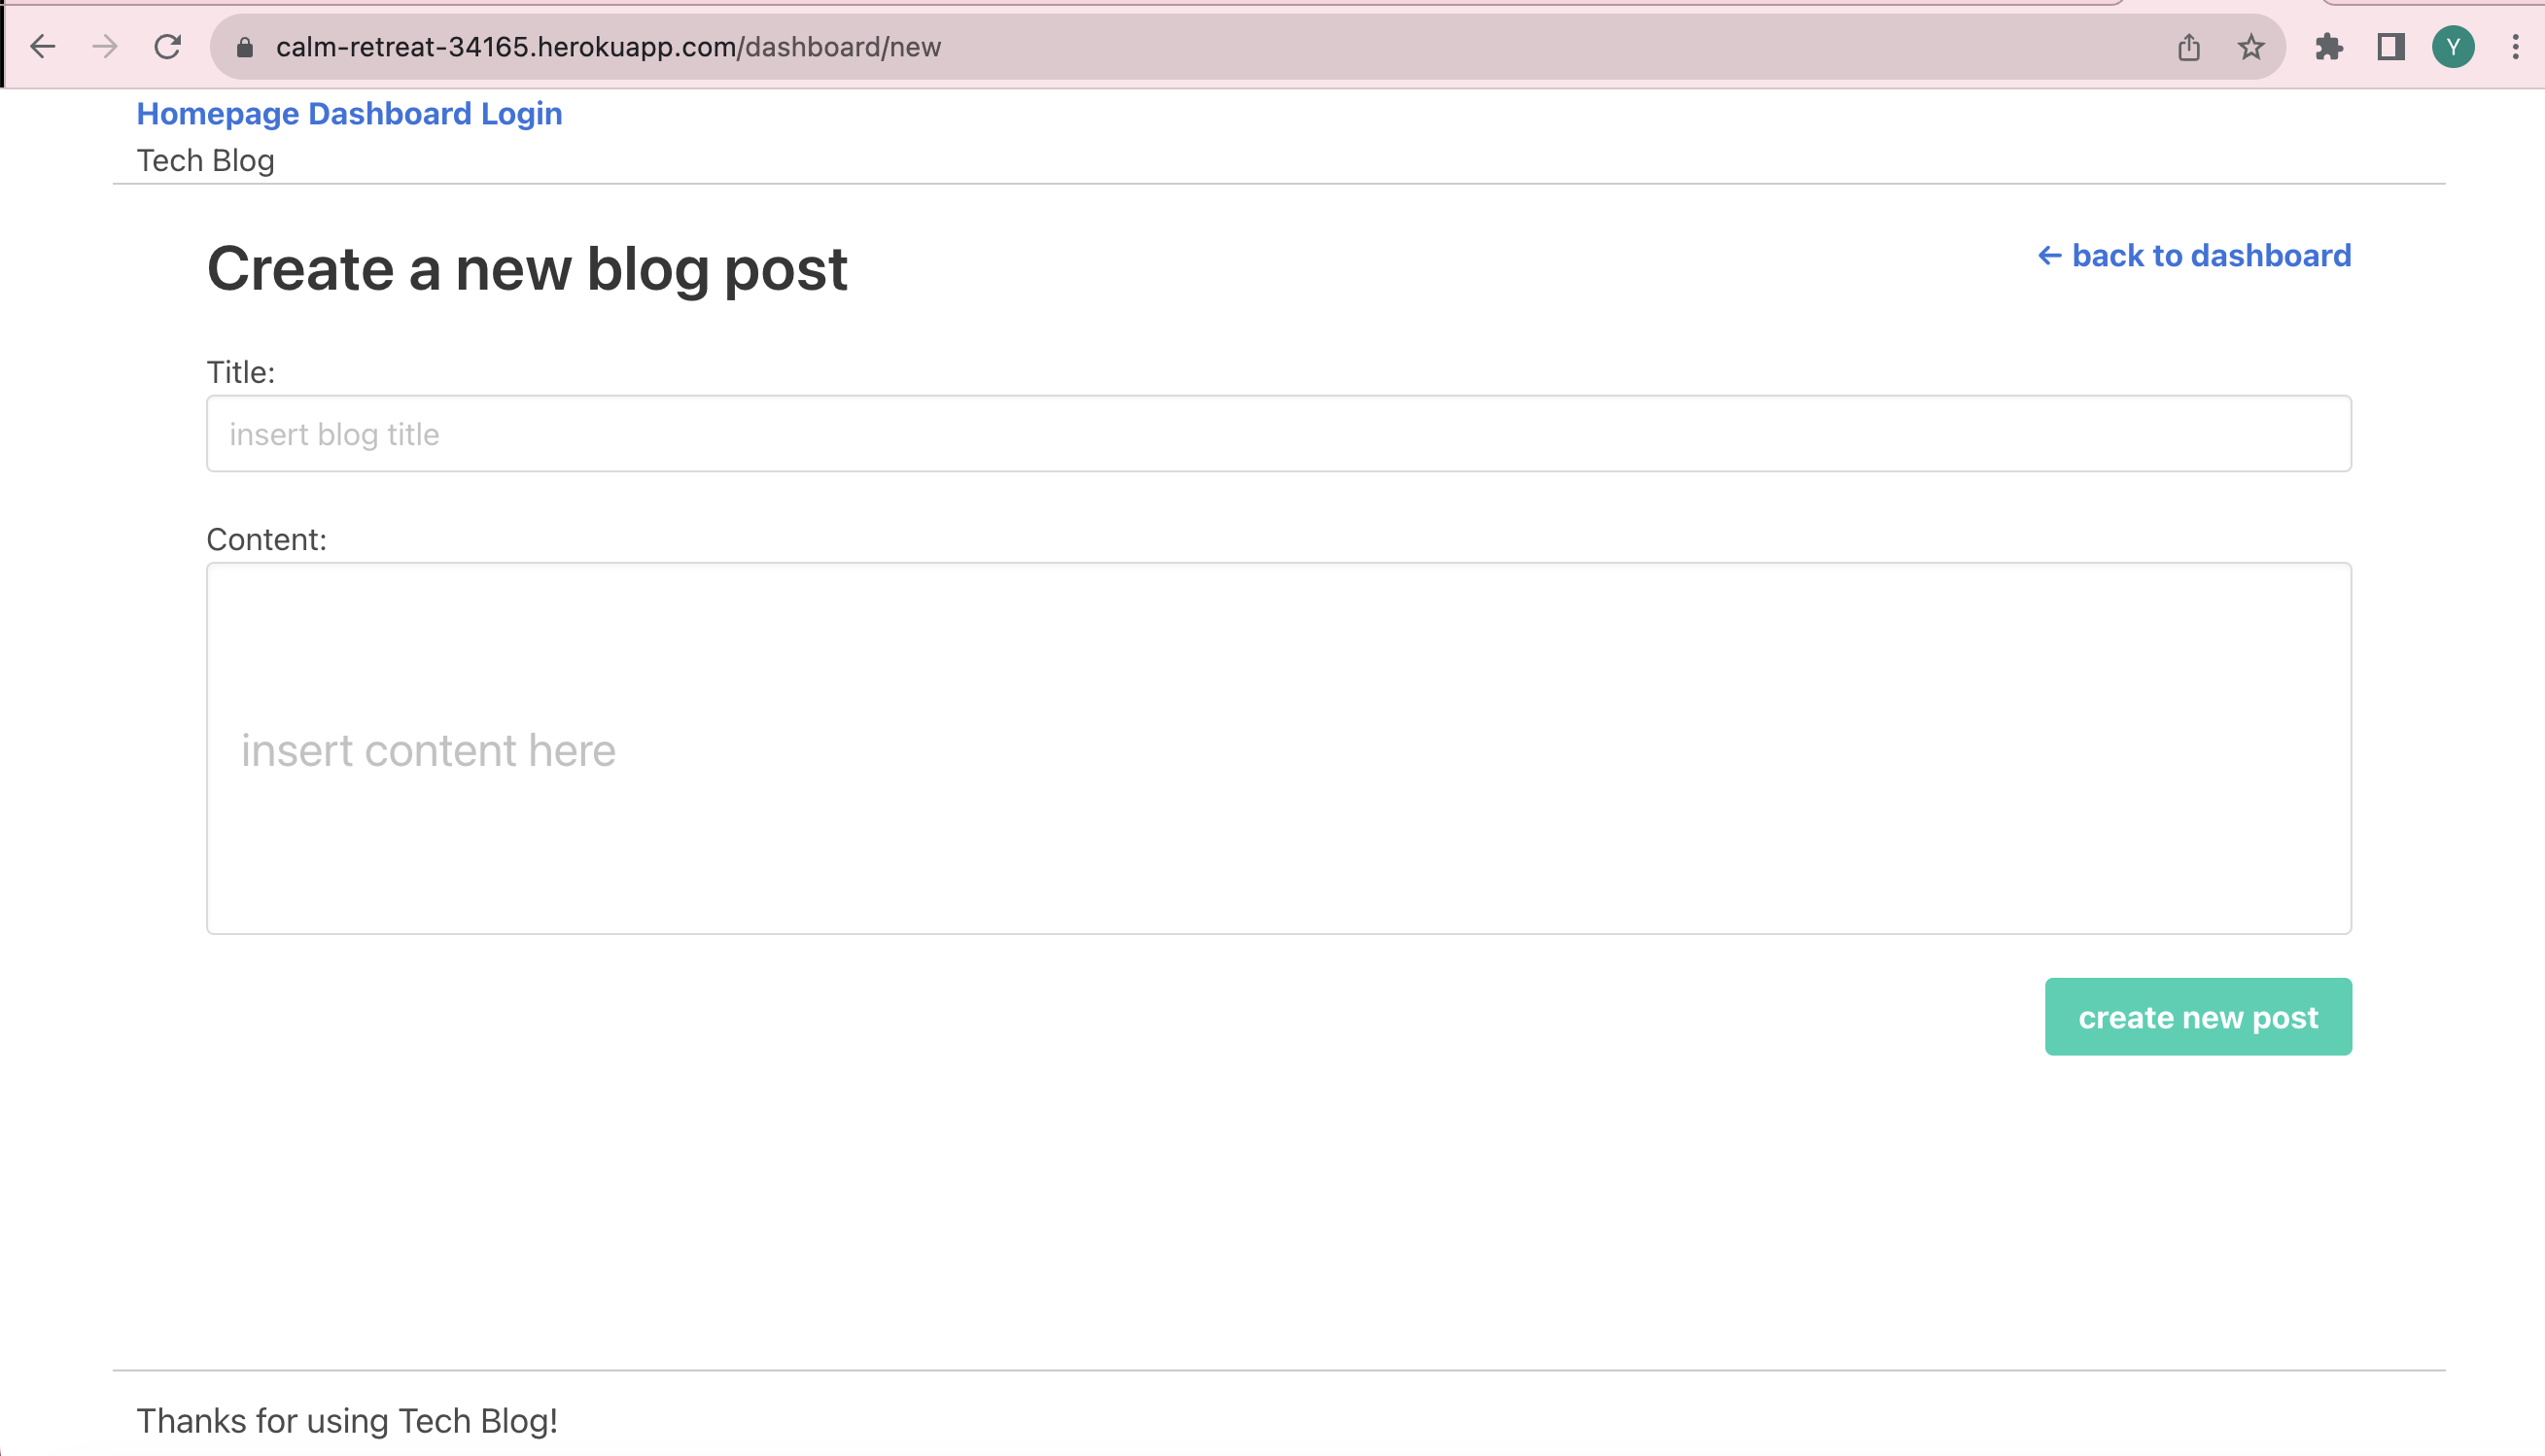 calm-retreat-34165.herokuapp.com/dashboard/new
Y
Homepage Dashboard Login
Tech Blog
Create a new blog post
← back to dashboard
Title:
insert blog title
Content:
insert content here
create new post
Thanks for using Tech Blog!